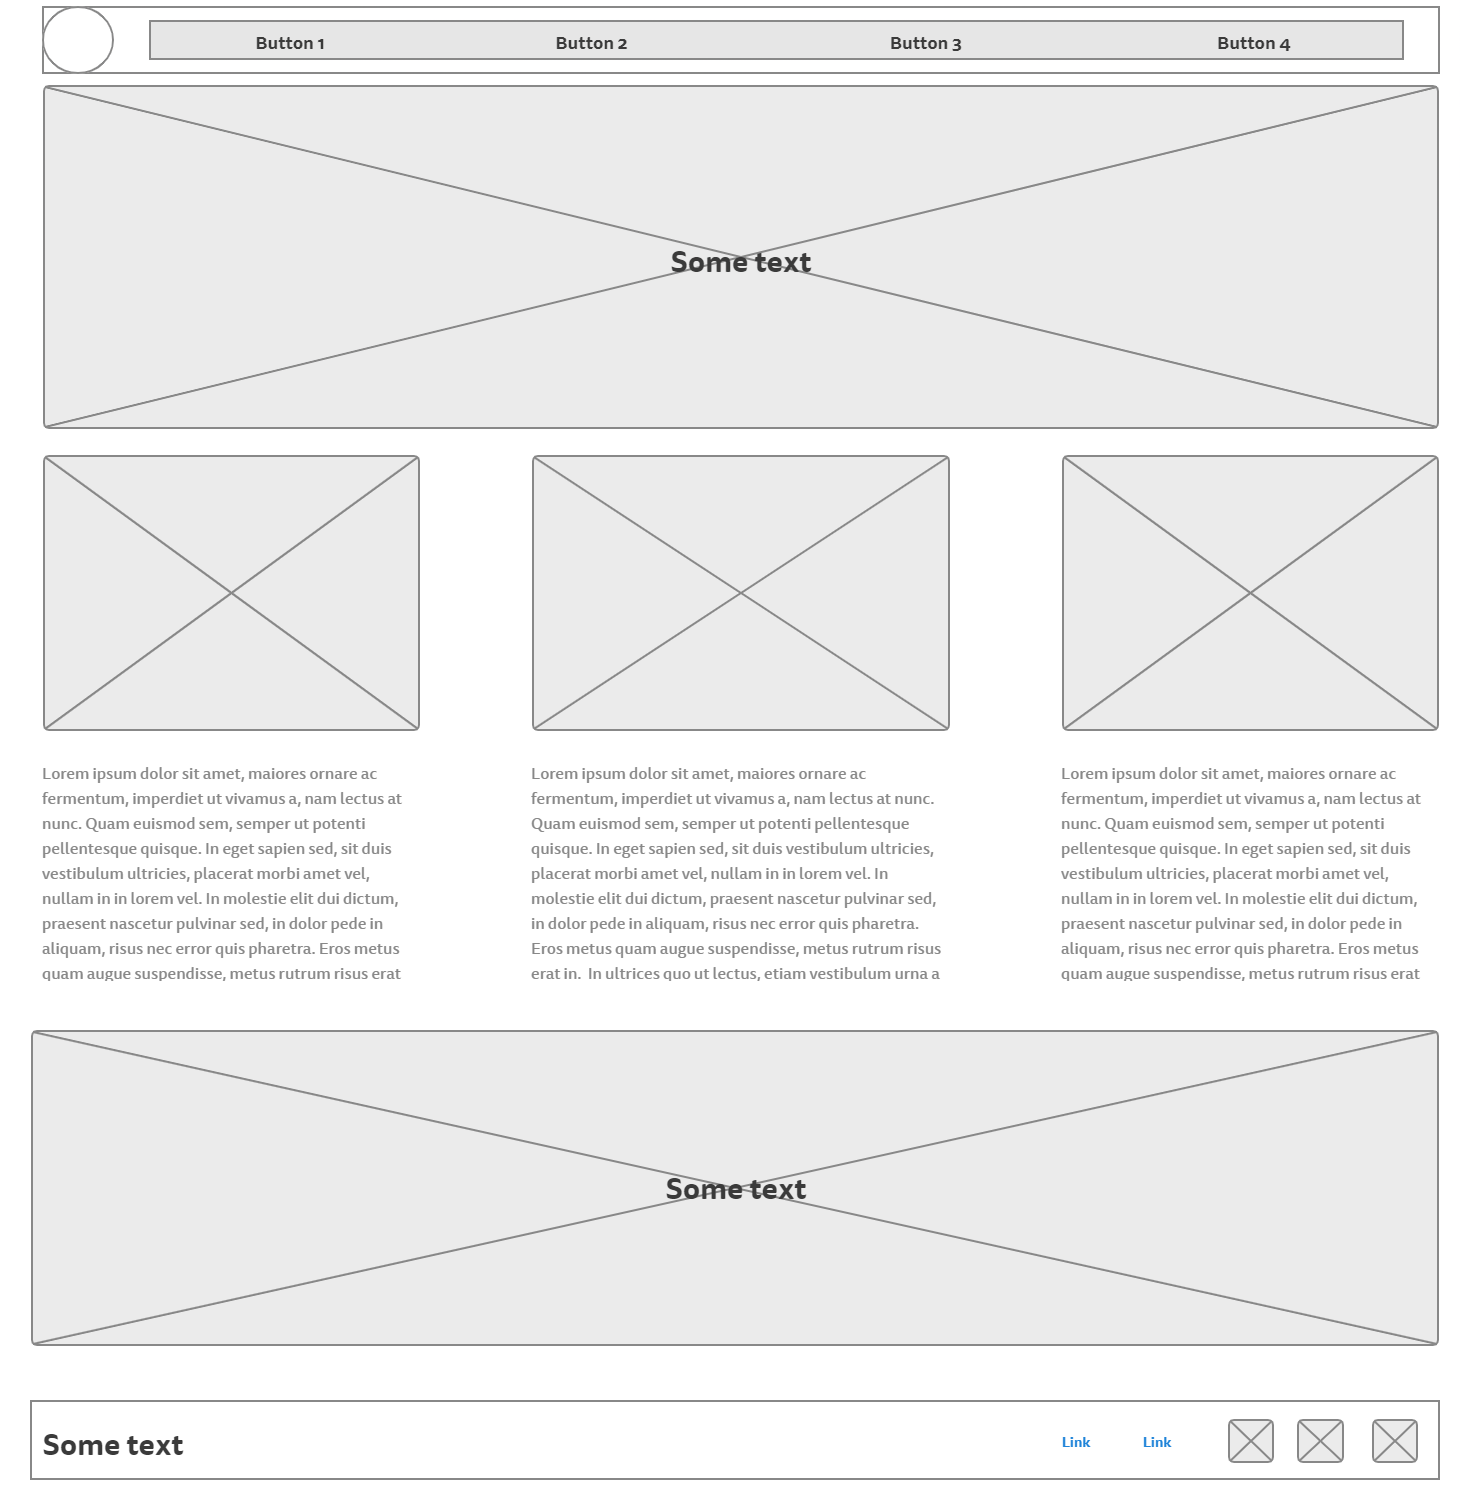 Button 1 Button 2 Button 3 Button 4
Some text
Lorem ipsum dolor sit amet, maiores ornare ac
fermentum, imperdiet ut vivamus a, nam lectus at
nunc. Quam euismod sem, semper ut potenti
pellentesque quisque. In eget sapien sed, sit duis
vestibulum ultricies, placerat morbi amet vel,
nullam in in lorem vel. In molestie elit dui dictum,
praesent nascetur pulvinar sed, in dolor pede in
aliquam, risus nec error quis pharetra. Eros metus
quam augue suspendisse, metus rutrum risus erat
Lorem ipsum dolor sit amet, maiores ornare ac
fermentum, imperdiet ut vivamus a, nam lectus at nunc.
Quam euismod sem, semper ut potenti pellentesque
quisque. In eget sapien sed, sit duis vestibulum ultricies,
placerat morbi amet vel, nullam in in lorem vel. In
molestie elit dui dictum, praesent nascetur pulvinar sed,
in dolor pede in aliquam, risus nec error quis pharetra.
Eros metus quam augue suspendisse, metus rutrum risus
erat in.  In ultrices quo ut lectus, etiam vestibulum urna a
Lorem ipsum dolor sit amet, maiores ornare ac
fermentum, imperdiet ut vivamus a, nam lectus at
nunc. Quam euismod sem, semper ut potenti
pellentesque quisque. In eget sapien sed, sit duis
vestibulum ultricies, placerat morbi amet vel,
nullam in in lorem vel. In molestie elit dui dictum,
praesent nascetur pulvinar sed, in dolor pede in
aliquam, risus nec error quis pharetra. Eros metus
quam augue suspendisse, metus rutrum risus erat
Some text
Some text Link Link